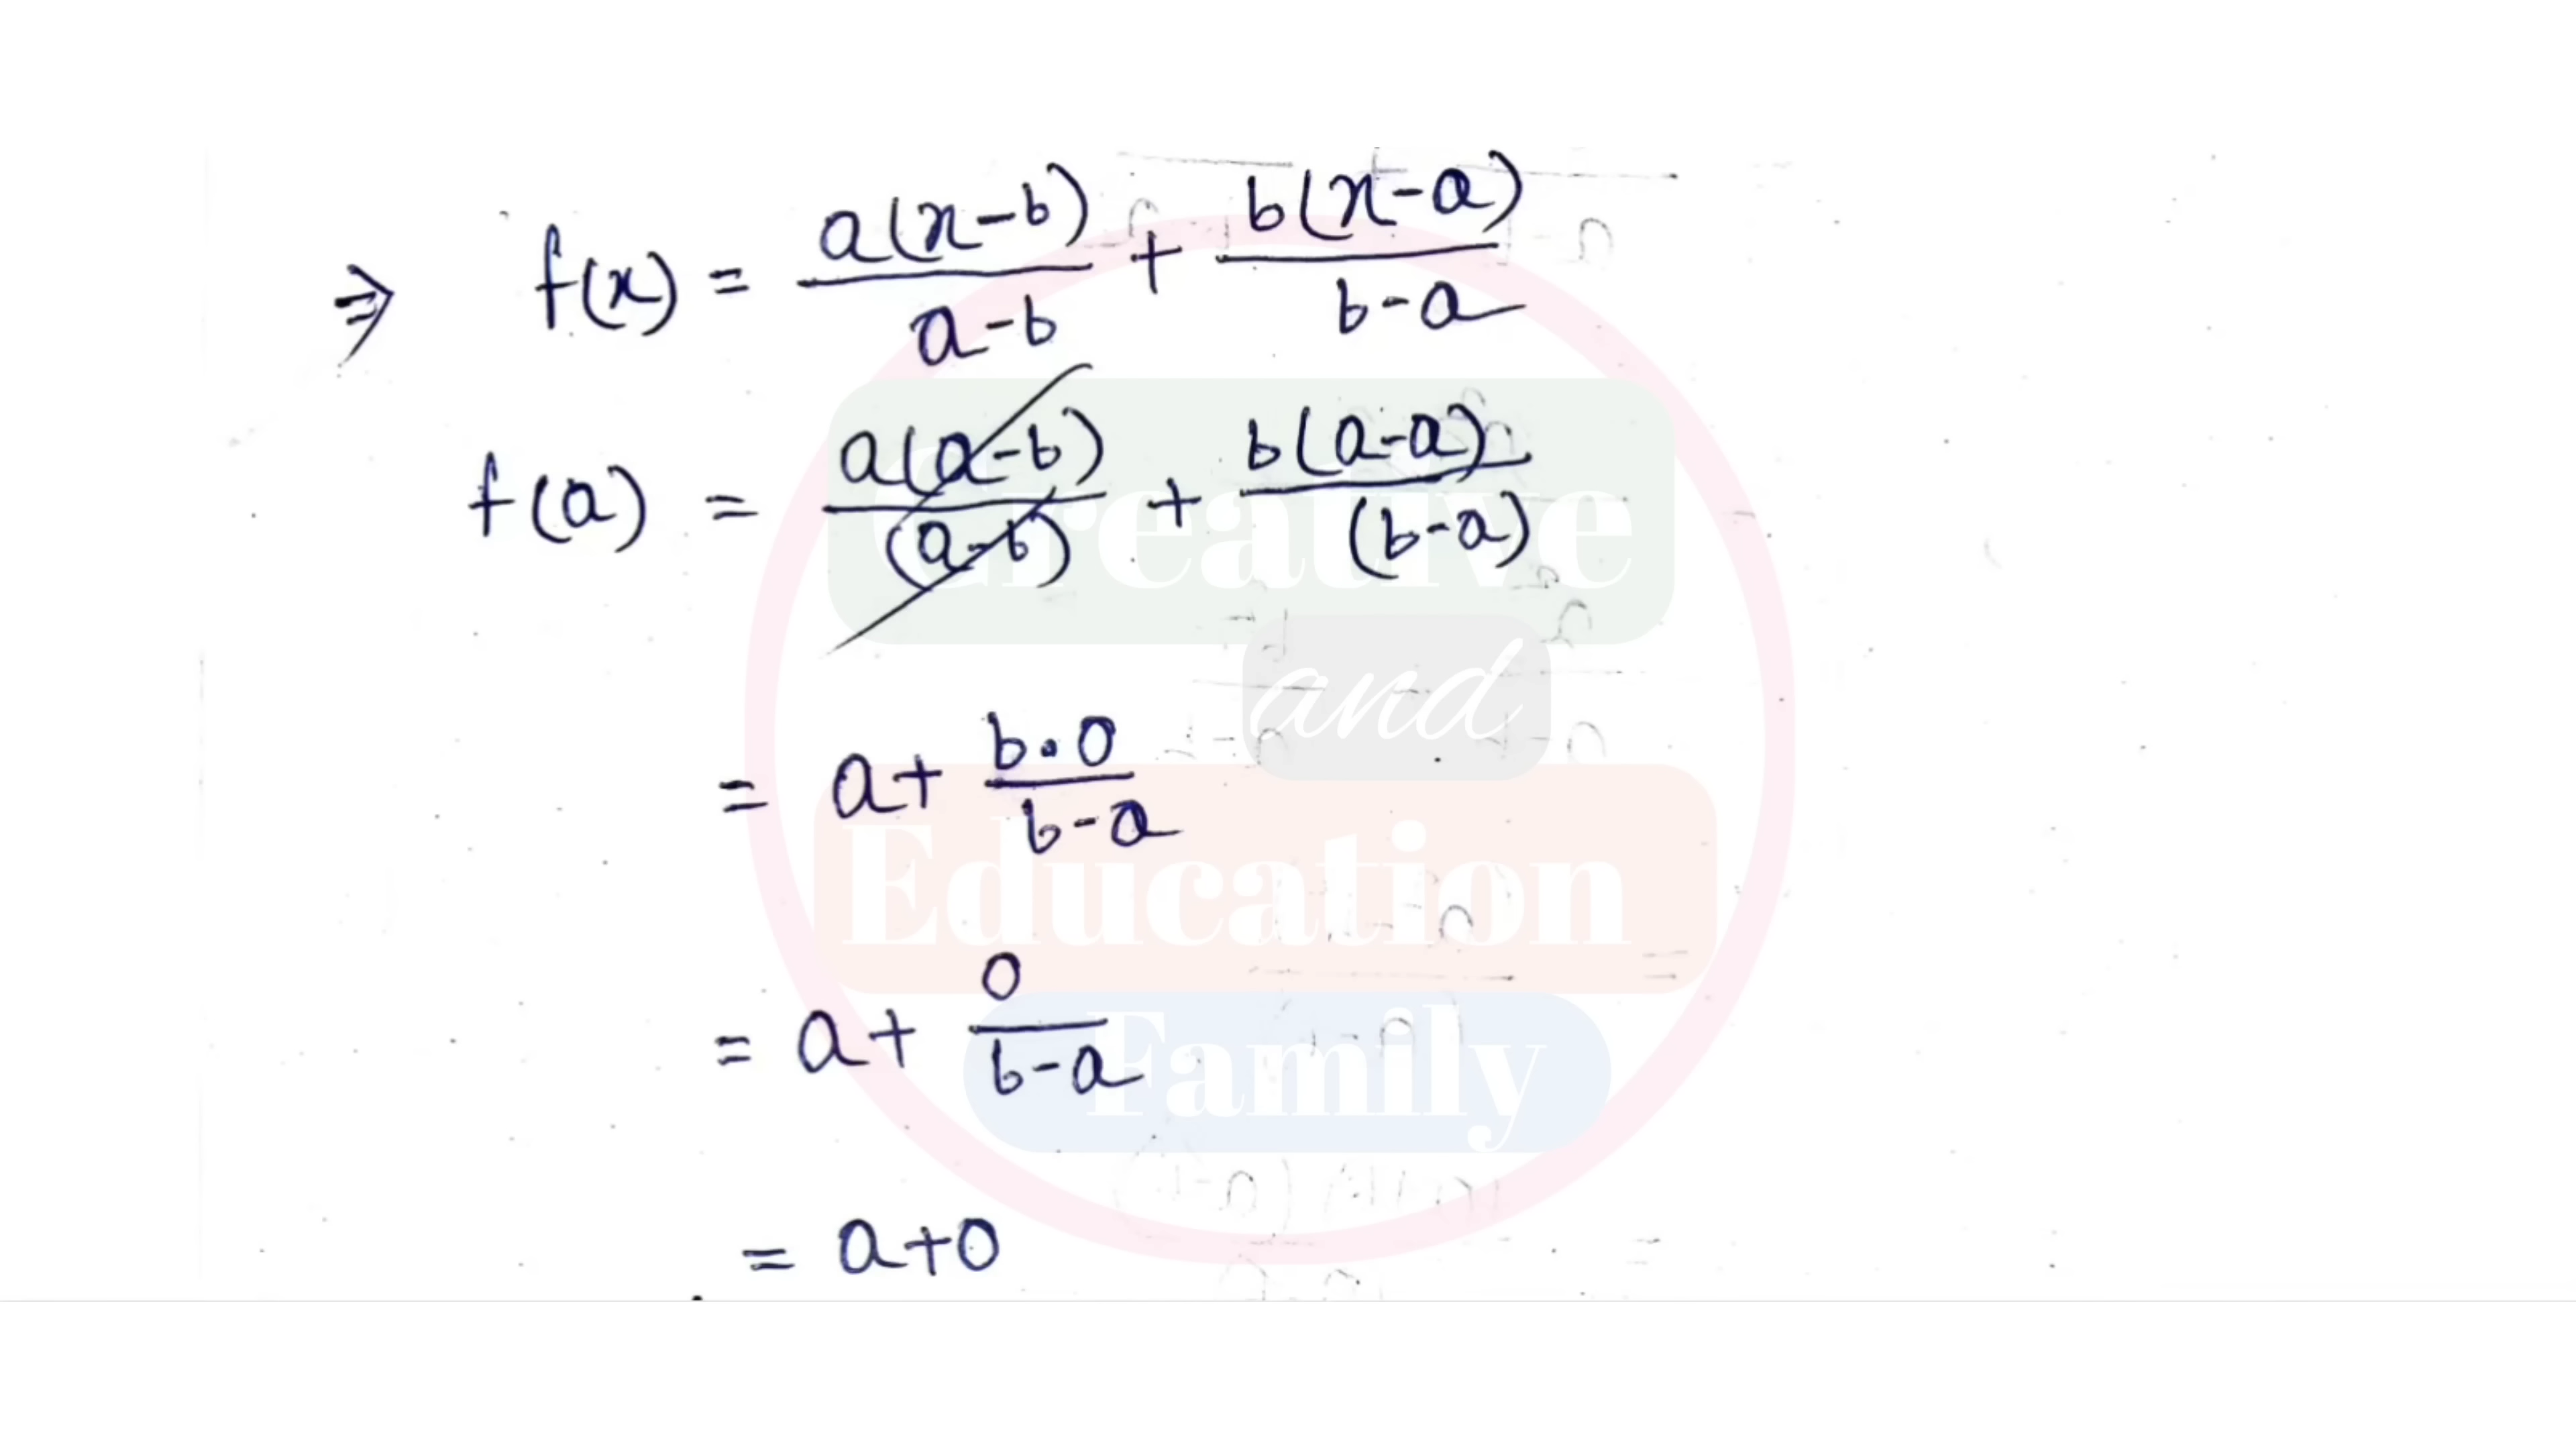 ⇒ f(x) = a(x-b)/a-b + b(x-a)/b-a
f(a) = a(a-b)/(a-b) + b(a-a)/(b-a)
= a+ b·0/b-a
= a+ 0/b-a
= a+0
Creative
and
Education
Family